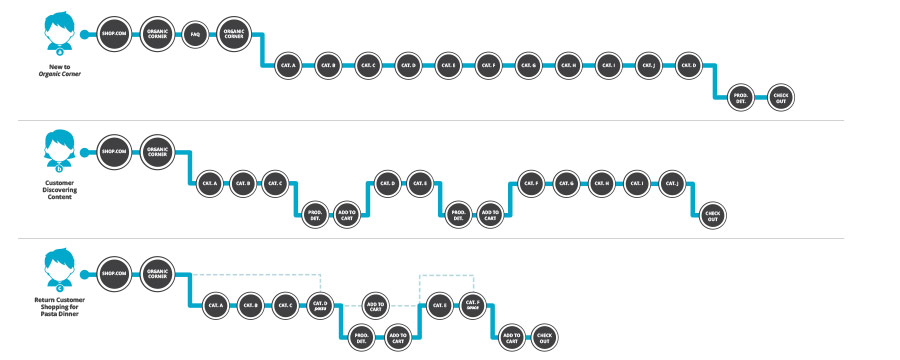 SHOP.COM
ORGANIC
CORNER
FAQ
ORGANIC
CORNER
A
New to
Organic Corner
CAT. A
CAT. B
CAT. C
CAT. D
CAT. E
CAT. F
CAT. G
CAT. H
CAT. I
CAT. J
CAT. D
PROD.
DET.
CHECK
OUT
SHOP.COM
ORGANIC
CORNER
B
Customer
Discovering
Content
CAT. A
CAT. B
CAT. C
PROD.
DET.
ADD TO
CART
CAT. D
CAT. E
PROD.
DET.
ADD TO
CART
CAT. F
CAT. G
CAT. H
CAT. I
CAT. J
CHECK
OUT
SHOP.COM
ORGANIC
CORNER
C
Return Customer
Shopping for
Pasta Dinner
CAT. A
CAT. B
CAT. C
CAT. D
pasta
PROD.
DET.
ADD TO
CART
ADD TO
CART
CAT. E
CAT. F
sauce
ADD TO
CART
CHECK
OUT